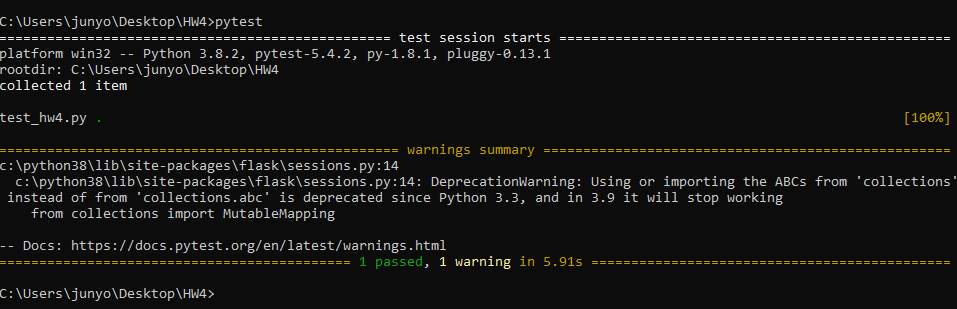 C:\Users\junyo\Desktop\HW4>pytest
================================================= test session starts =================================================
platform win32 -- Python 3.8.2, pytest-5.4.2, py-1.8.1, pluggy-0.13.1
rootdir: C:\Users\junyo\Desktop\HW4
collected 1 item
test_hw4.py . [100%]
================================================== warnings summary ===================================================
c:\python38\lib\site-packages\flask\sessions.py:14
c:\python38\lib\site-packages\flask\sessions.py:14: DeprecationWarning: Using or importing the ABCs from 'collections'
instead of from 'collections.abc' is deprecated since Python 3.3, and in 3.9 it will stop working
from collections import MutableMapping
-- Docs: https://docs.pytest.org/en/latest/warnings.html
============================================ 1 passed, 1 warning in 5.91s =============================================
C:\Users\junyo\Desktop\HW4>